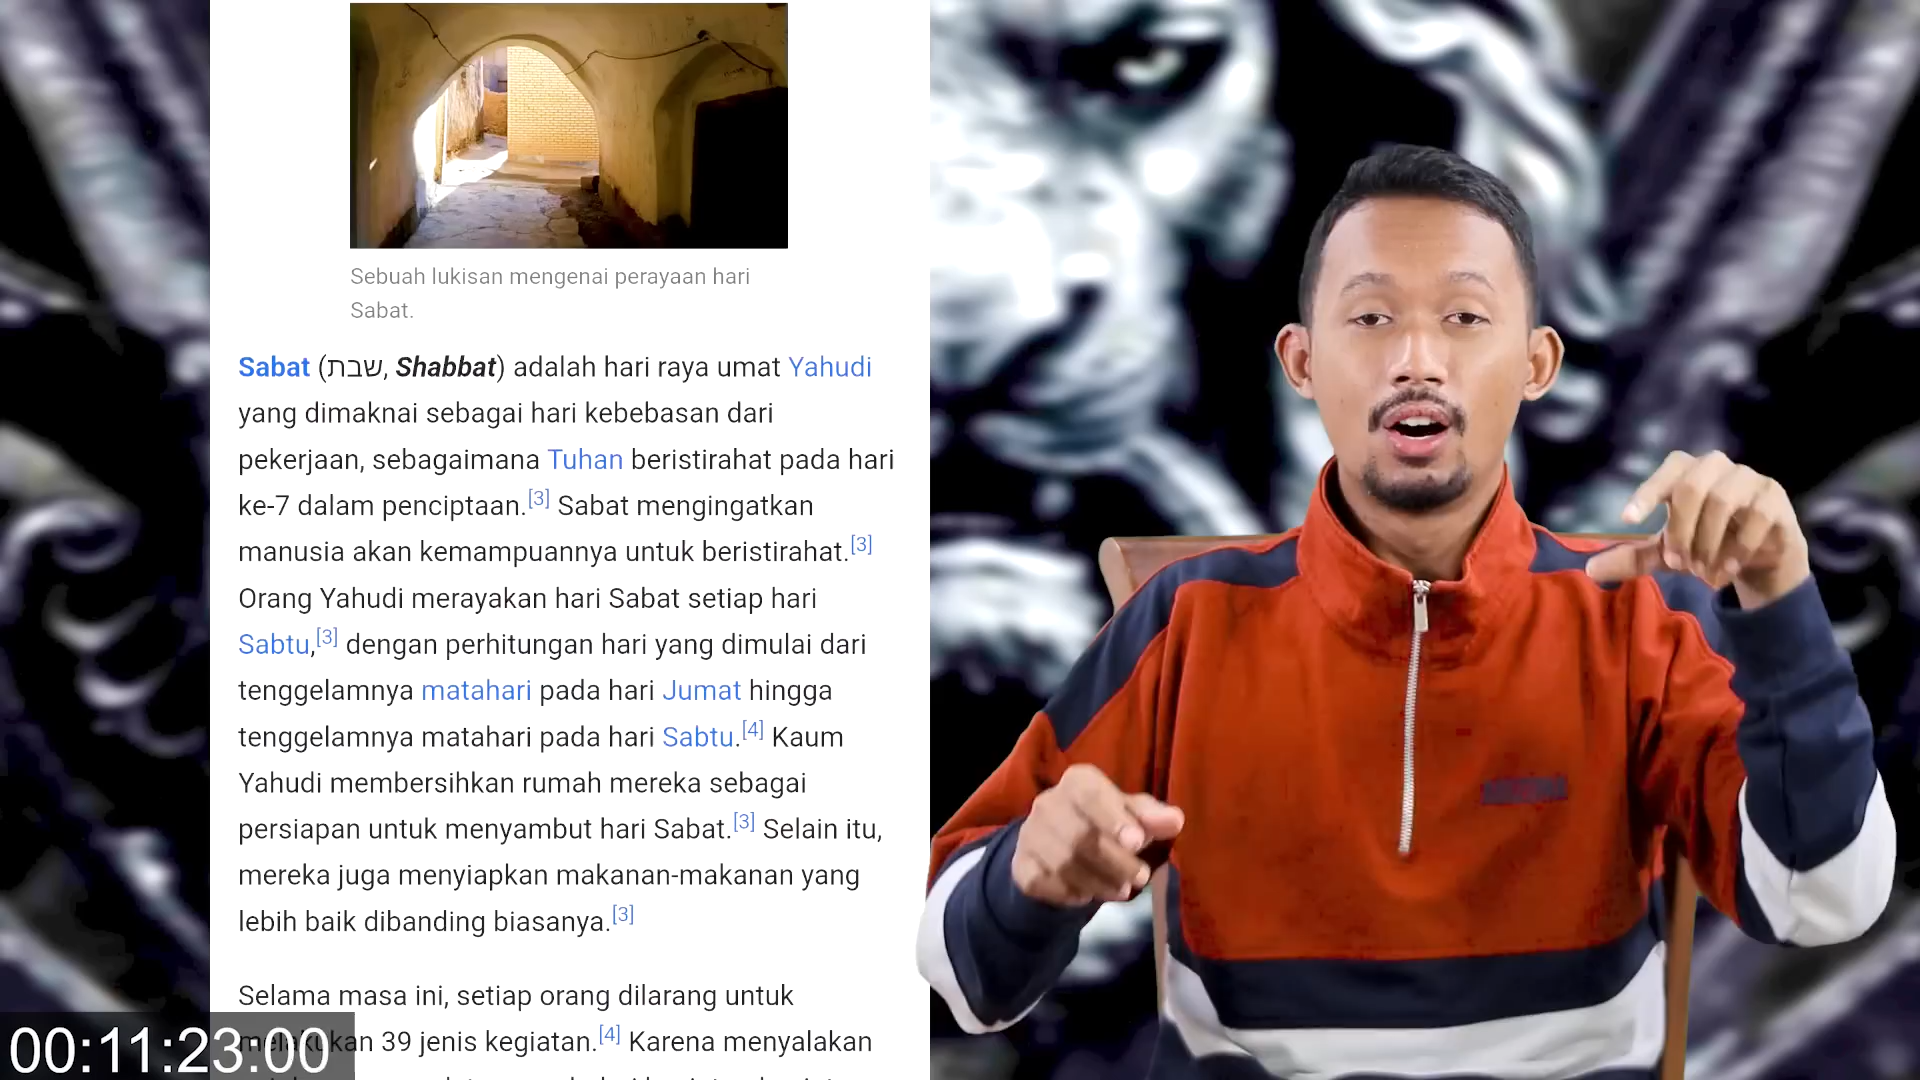 Sebuah lukisan mengenai perayaan hari
Sabat.
Sabat (שבת, Shabbat) adalah hari raya umat Yahudi
yang dimaknai sebagai hari kebebasan dari
pekerjaan, sebagaimana Tuhan beristirahat pada hari
ke-7 dalam penciptaan.[3] Sabat mengingatkan
manusia akan kemampuannya untuk beristirahat.[3]
Orang Yahudi merayakan hari Sabat setiap hari
Sabtu,[3] dengan perhitungan hari yang dimulai dari
tenggelamnya matahari pada hari Jumat hingga
tenggelamnya matahari pada hari Sabtu.[4] Kaum
Yahudi membersihkan rumah mereka sebagai
persiapan untuk menyambut hari Sabat.[3] Selain itu,
mereka juga menyiapkan makanan-makanan yang
lebih baik dibanding biasanya.[3]
Selama masa ini, setiap orang dilarang untuk
melakukan 39 jenis kegiatan.[4] Karena menyalakan
00:11:23:00